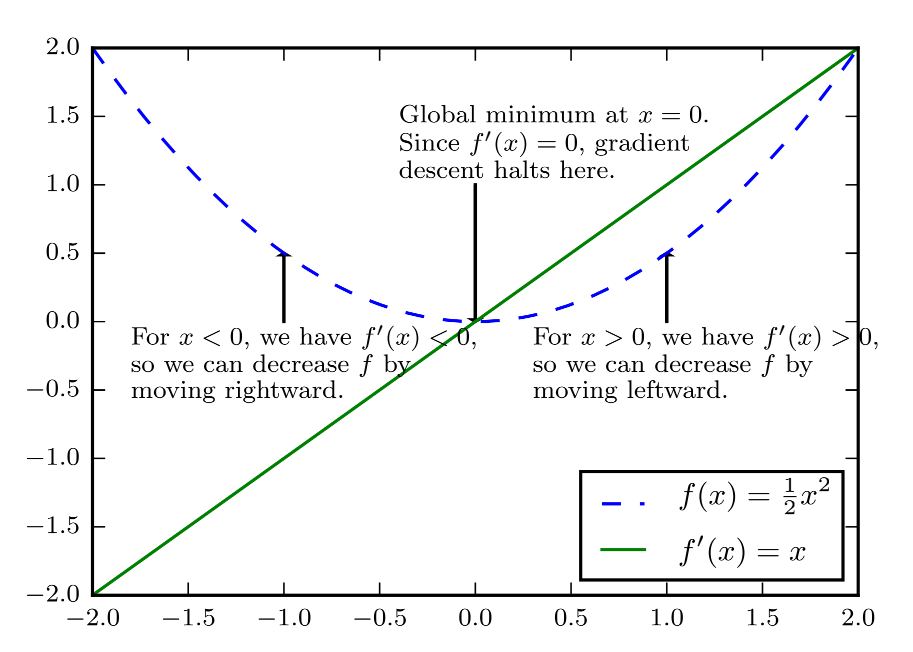 2.0
1.5
1.0
0.5
0.0
−0.5
−1.0
−1.5
−2.0
Global minimum at x = 0.
Since f′(x) = 0, gradient
descent halts here.
For x < 0, we have f′(x) < 0,
so we can decrease f by
moving rightward.
For x > 0, we have f′(x) > 0,
so we can decrease f by
moving leftward.
f(x) = ½x²
f′(x) = x
−2.0 −1.5 −1.0 −0.5 0.0 0.5 1.0 1.5 2.0